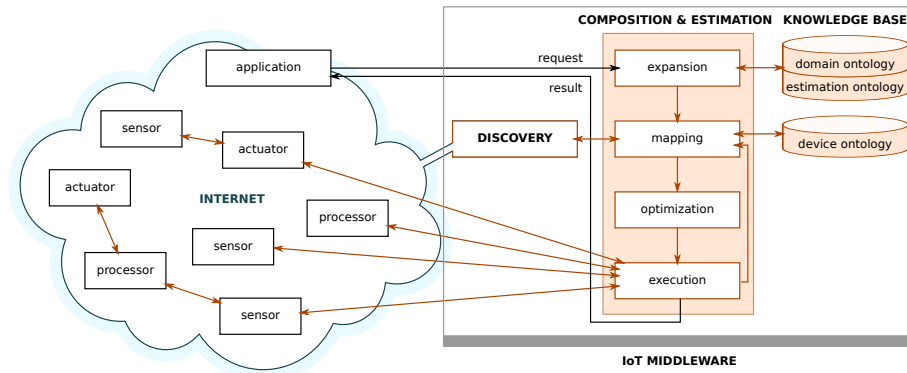 COMPOSITION & ESTIMATION
KNOWLEDGE BASE
application
request
result
expansion
domain ontology
estimation ontology
sensor
actuator
DISCOVERY
mapping
device ontology
actuator
INTERNET
processor
optimization
sensor
processor
execution
sensor
IoT MIDDLEWARE